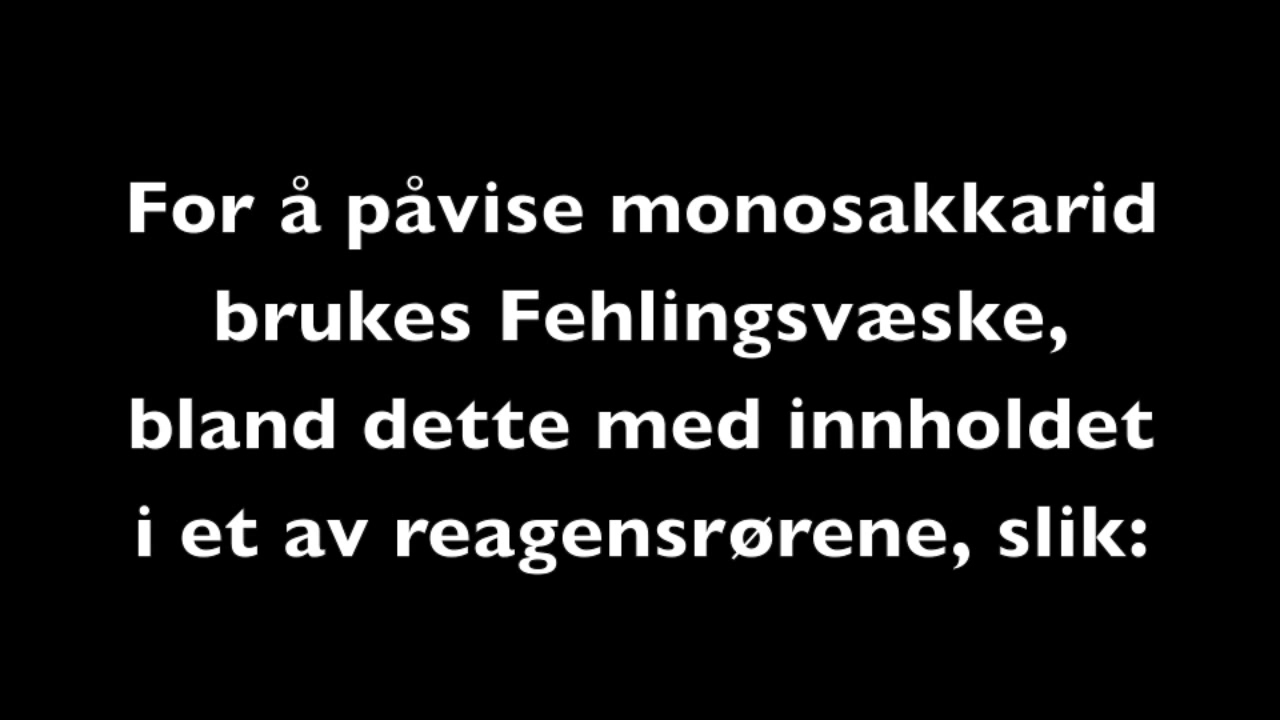 For å påvise monosakkarid
brukes Fehlingsvæske,
bland dette med innholdet
i et av reagensrørene, slik: